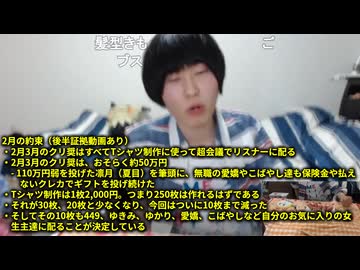 髪型きも
ご
ブス
2月の約束（後半証拠動画あり）
・2月3月のクリ奨はすべてTシャツ制作に使って超会議でリスナーに配る
・2月3月のクリ奨は、おそらく約50万円
- 110万円弱を投げた凛月（夏目）を筆頭に、無職の愛嬌やこばやし達も保険金や払え
ないクレカでギフトを投げ続けた
・Tシャツ制作は1枚2,000円。つまり250枚は作れるはずである
・それが30枚、20枚と少なくなり、今回はついに10枚まで減った
・そしてその10枚も449、ゆきみ、ゆかり、愛嬌、こばやしなど自分のお気に入りの女
生主達に配ることが決定している